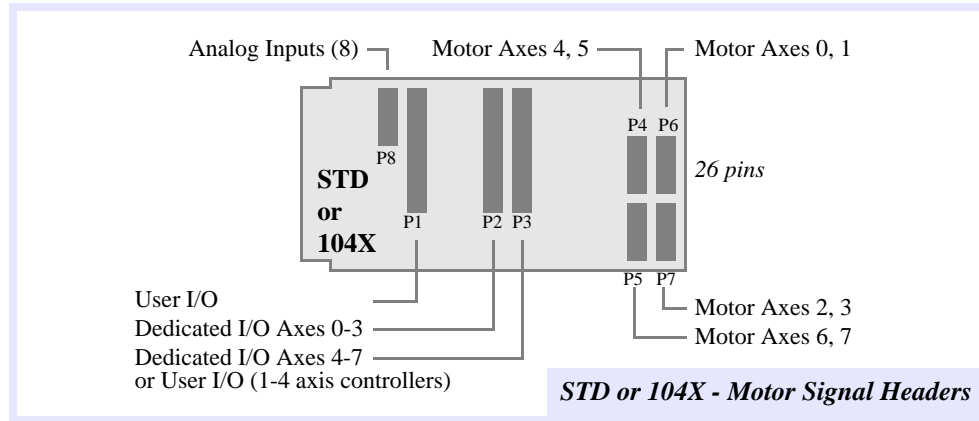 Analog Inputs (8)
Motor Axes 4, 5
Motor Axes 0, 1
P4
P6
P8
26 pins
STD
or
104X
P1
P2
P3
P5
P7
User I/O
Dedicated I/O Axes 0-3
Dedicated I/O Axes 4-7
or User I/O (1-4 axis controllers)
Motor Axes 2, 3
Motor Axes 6, 7
STD or 104X - Motor Signal Headers